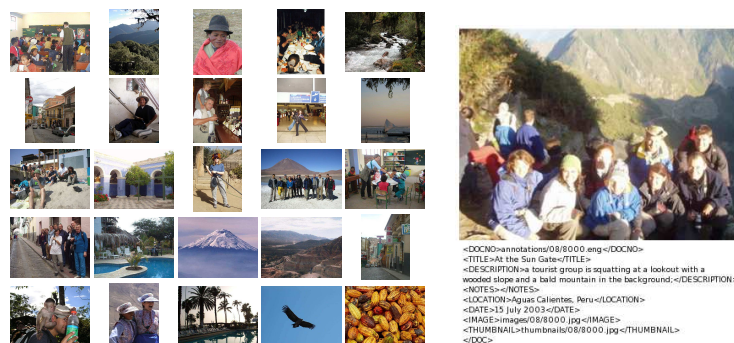 <DOCNO>annotations/08/8000.eng</DOCNO>
<TITLE>At the Sun Gate</TITLE>
<DESCRIPTION>a tourist group is squatting at a lookout with a
wooded slope and a bald mountain in the background;</DESCRIPTION>
<NOTES></NOTES>
<LOCATION>Aguas Calientes, Peru</LOCATION>
<DATE>15 July 2003</DATE>
<IMAGE>images/08/8000.jpg</IMAGE>
<THUMBNAIL>thumbnails/08/8000.jpg</THUMBNAIL>
</DOC>